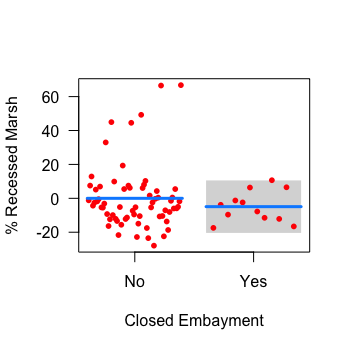 % Recessed Marsh
60
40
20
0
-20
No Yes
Closed Embayment